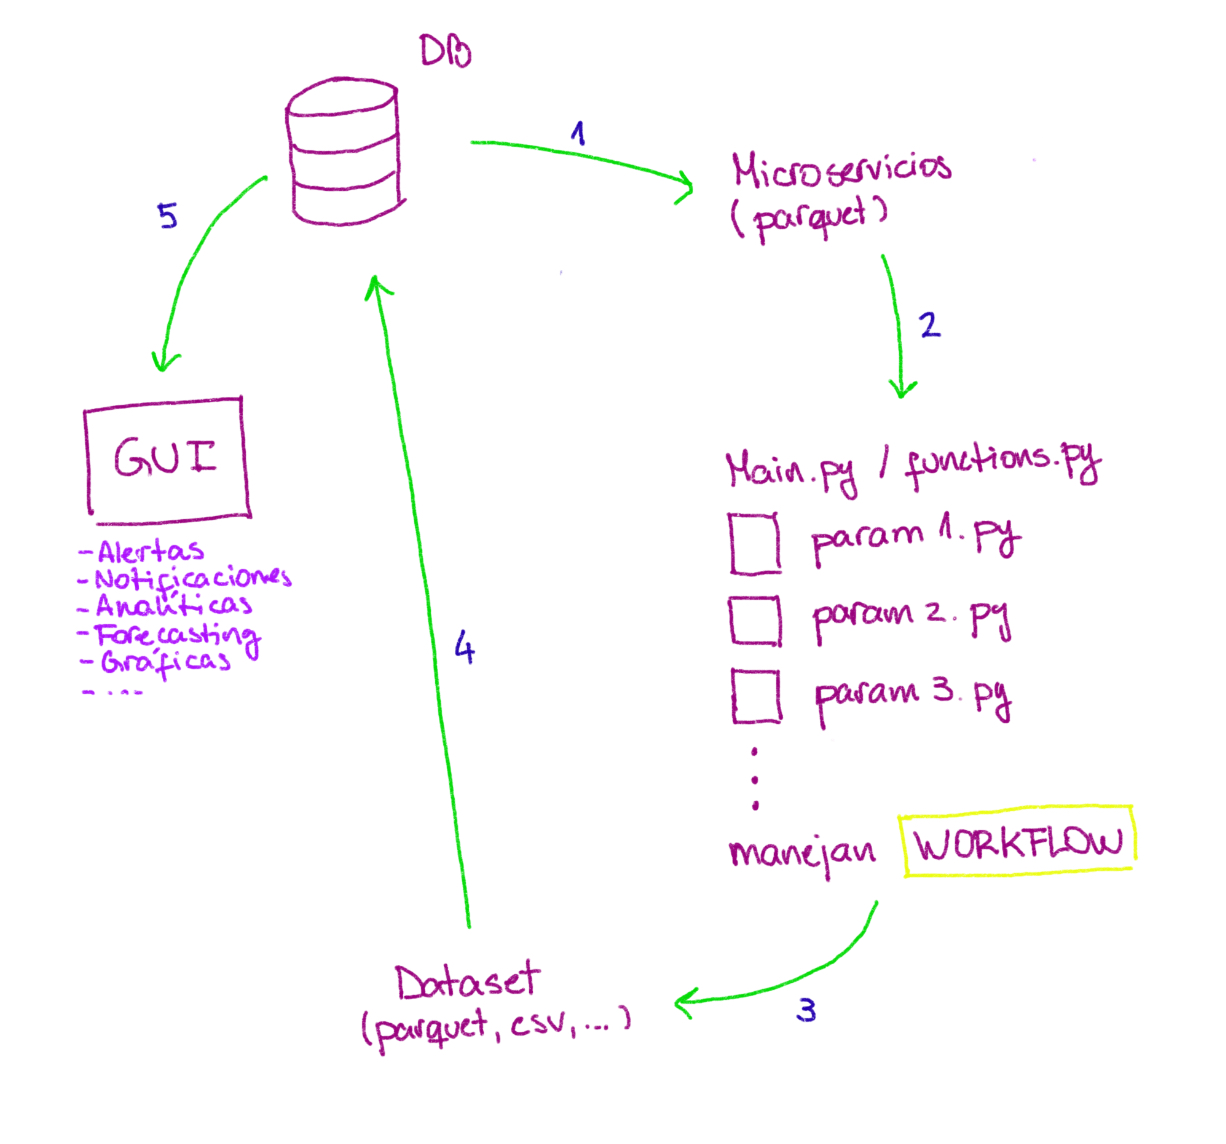 DB
1
Microservicios
(parquet)
5
2
GUI
Main.py / functions.py
param 1.py
param 2.py
param 3.py
-Alertas
-Notificaciones
-Analíticas
-Forecasting
-Gráficas
- ...
4
manejan WORKFLOW
3
Dataset
(parquet, csv, ...)